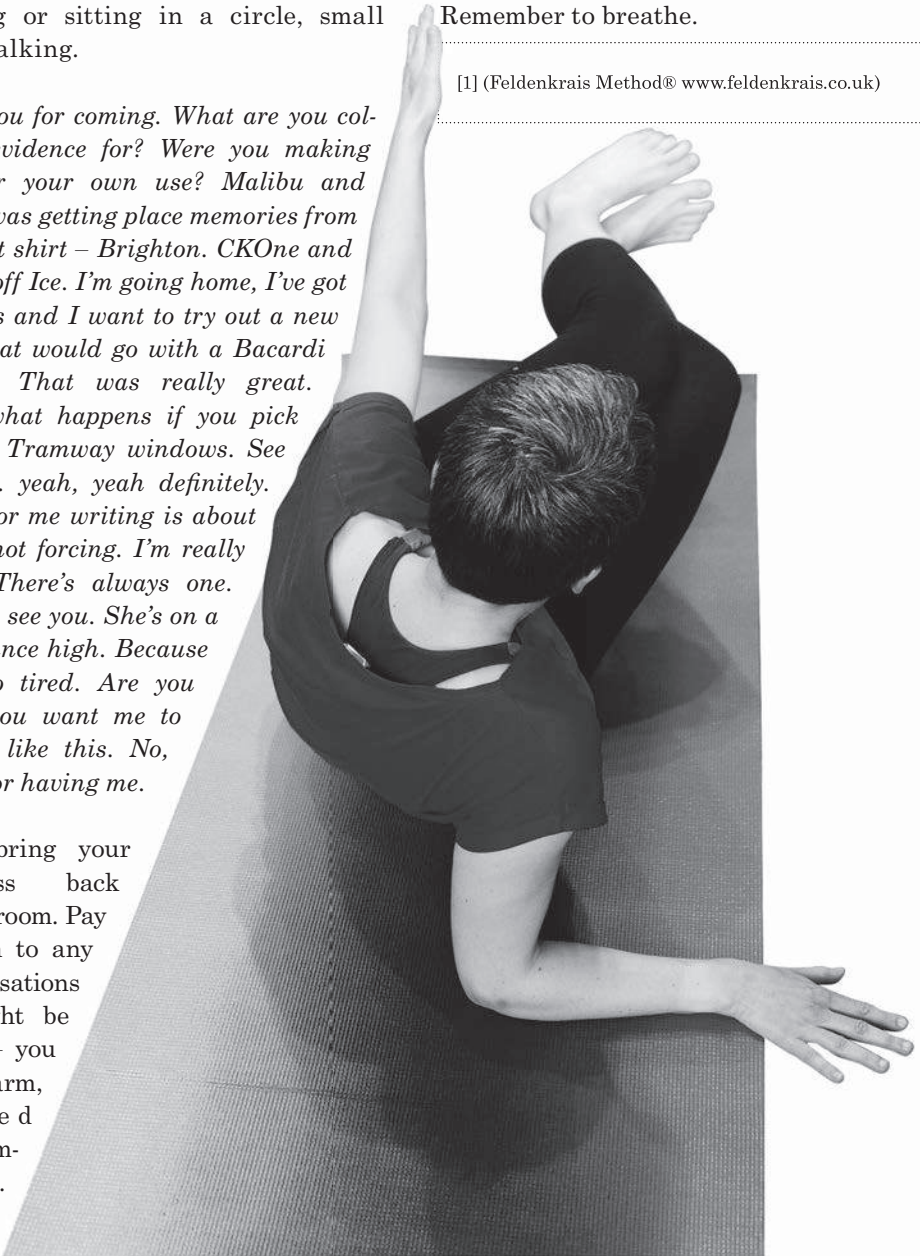 g or sitting in a circle, small
alking.
ou for coming. What are you col-
vidence for? Were you making
r your own use? Malibu and
was getting place memories from
t shirt – Brighton. CKOne and
off Ice. I'm going home, I've got
s and I want to try out a new
at would go with a Bacardi
That was really great.
what happens if you pick
Tramway windows. See
. yeah, yeah definitely.
or me writing is about
not forcing. I'm really
There's always one.
see you. She's on a
nce high. Because
o tired. Are you
ou want me to
like this. No,
or having me.
bring your
ss back
room. Pay
n to any
sations
ht be
– you
arm,
e d
m-
.
Remember to breathe.
[1] (Feldenkrais Method® www.feldenkrais.co.uk)